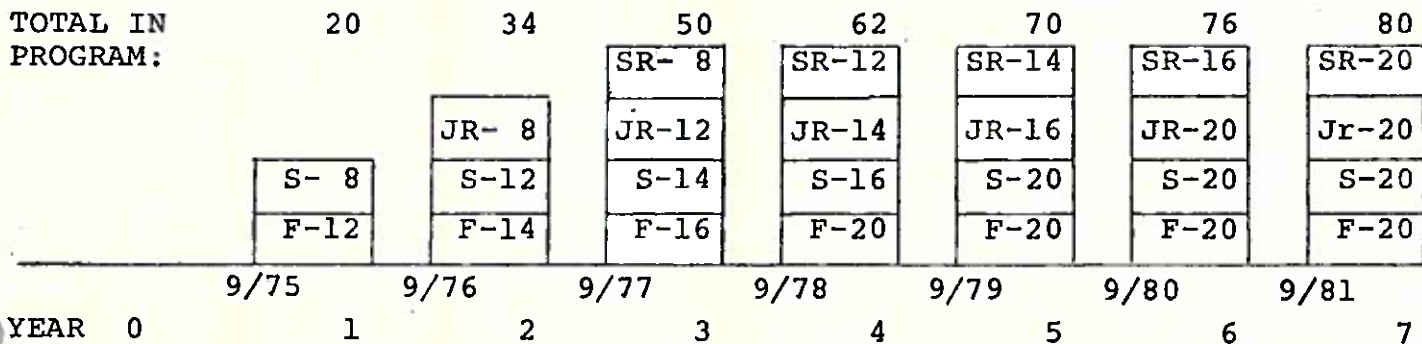 TOTAL IN 20 34 50 62 70 76 80
PROGRAM:
SR- 8 SR-12 SR-14 SR-16 SR-20
JR- 8 JR-12 JR-14 JR-16 JR-20 Jr-20
S- 8 S-12 S-14 S-16 S-20 S-20 S-20
F-12 F-14 F-16 F-20 F-20 F-20 F-20
9/75 9/76 9/77 9/78 9/79 9/80 9/81
YEAR 0 1 2 3 4 5 6 7